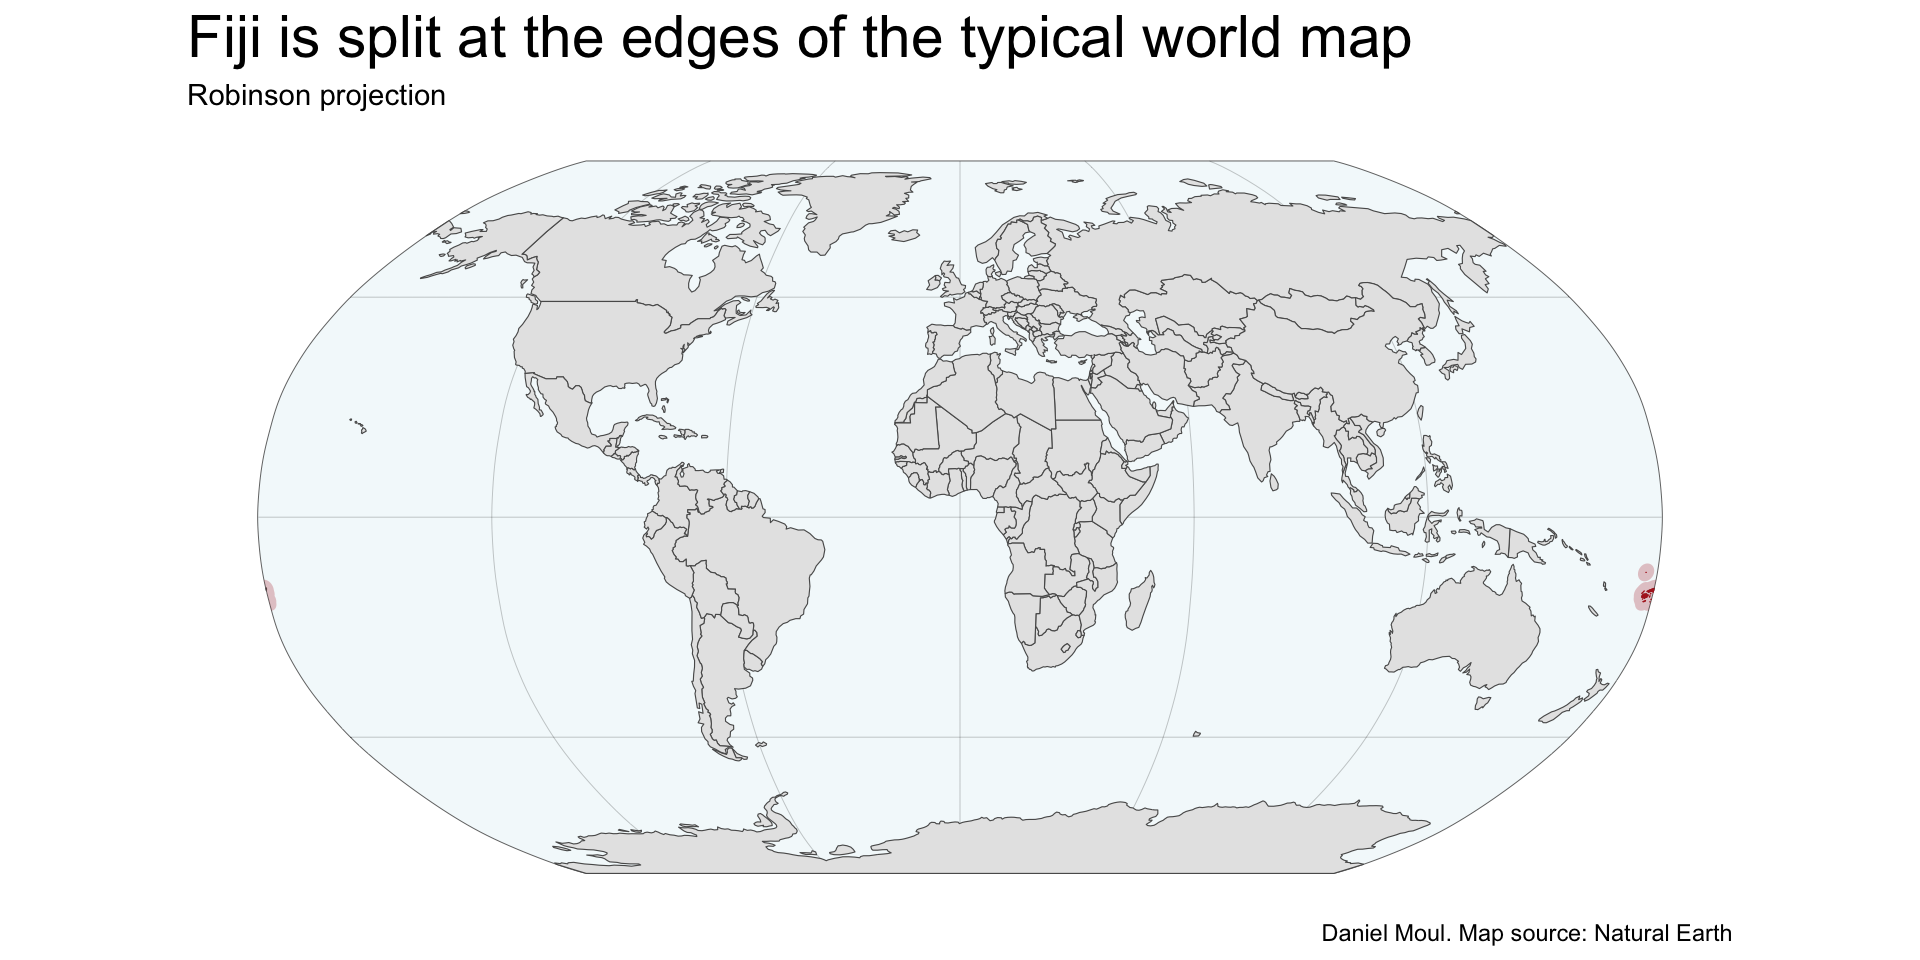 Fiji is split at the edges of the typical world map
Robinson projection
Daniel Moul. Map source: Natural Earth